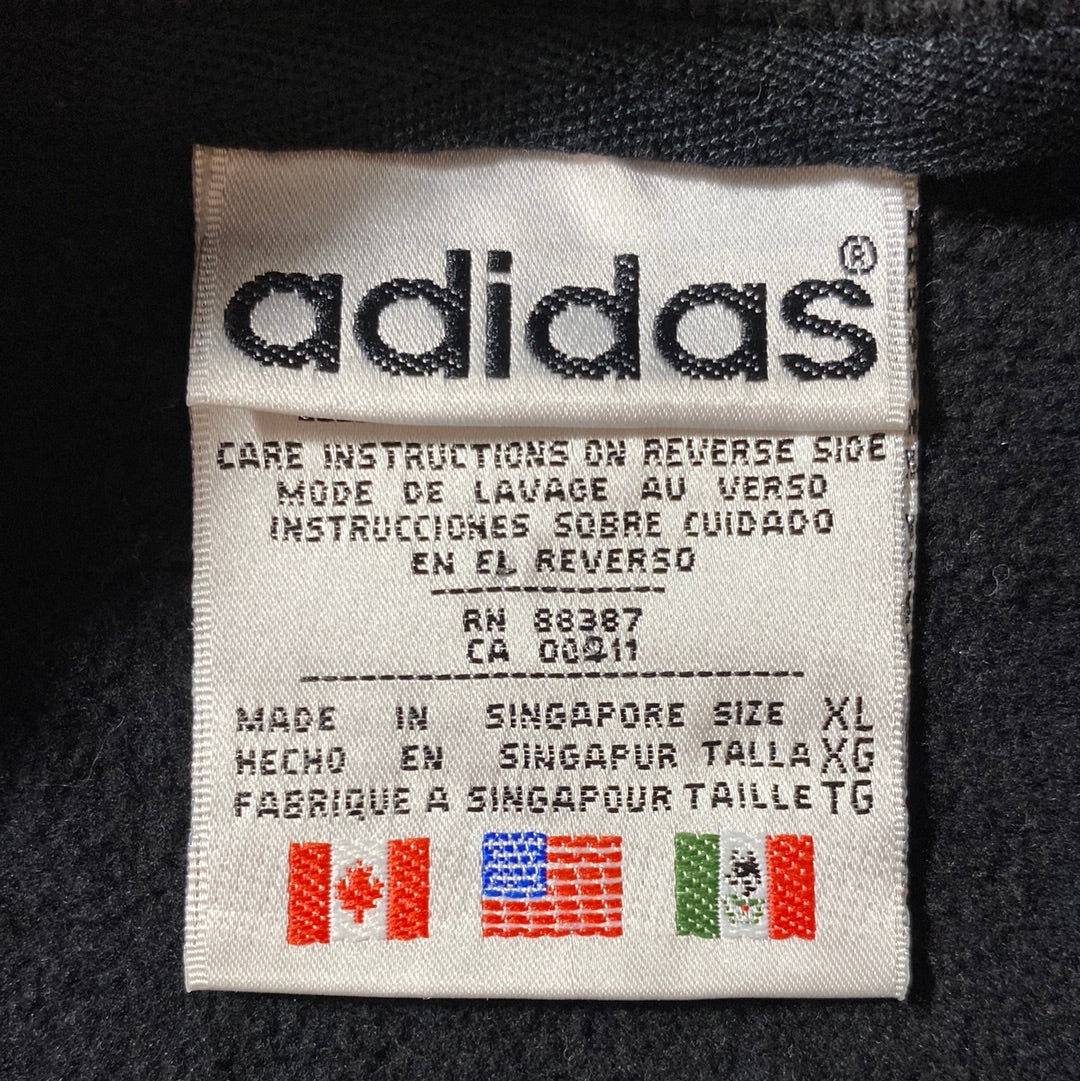 adidas®
CARE INSTRUCTIONS ON REVERSE SIDE
MODE DE LAVAGE AU VERSO
INSTRUCCIONES SOBRE CUIDADO
EN EL REVERSO
RN 88387
CA 00211
MADE IN SINGAPORE SIZE XL
HECHO EN SINGAPUR TALLA XG
FABRIQUE A SINGAPOUR TAILLE TG